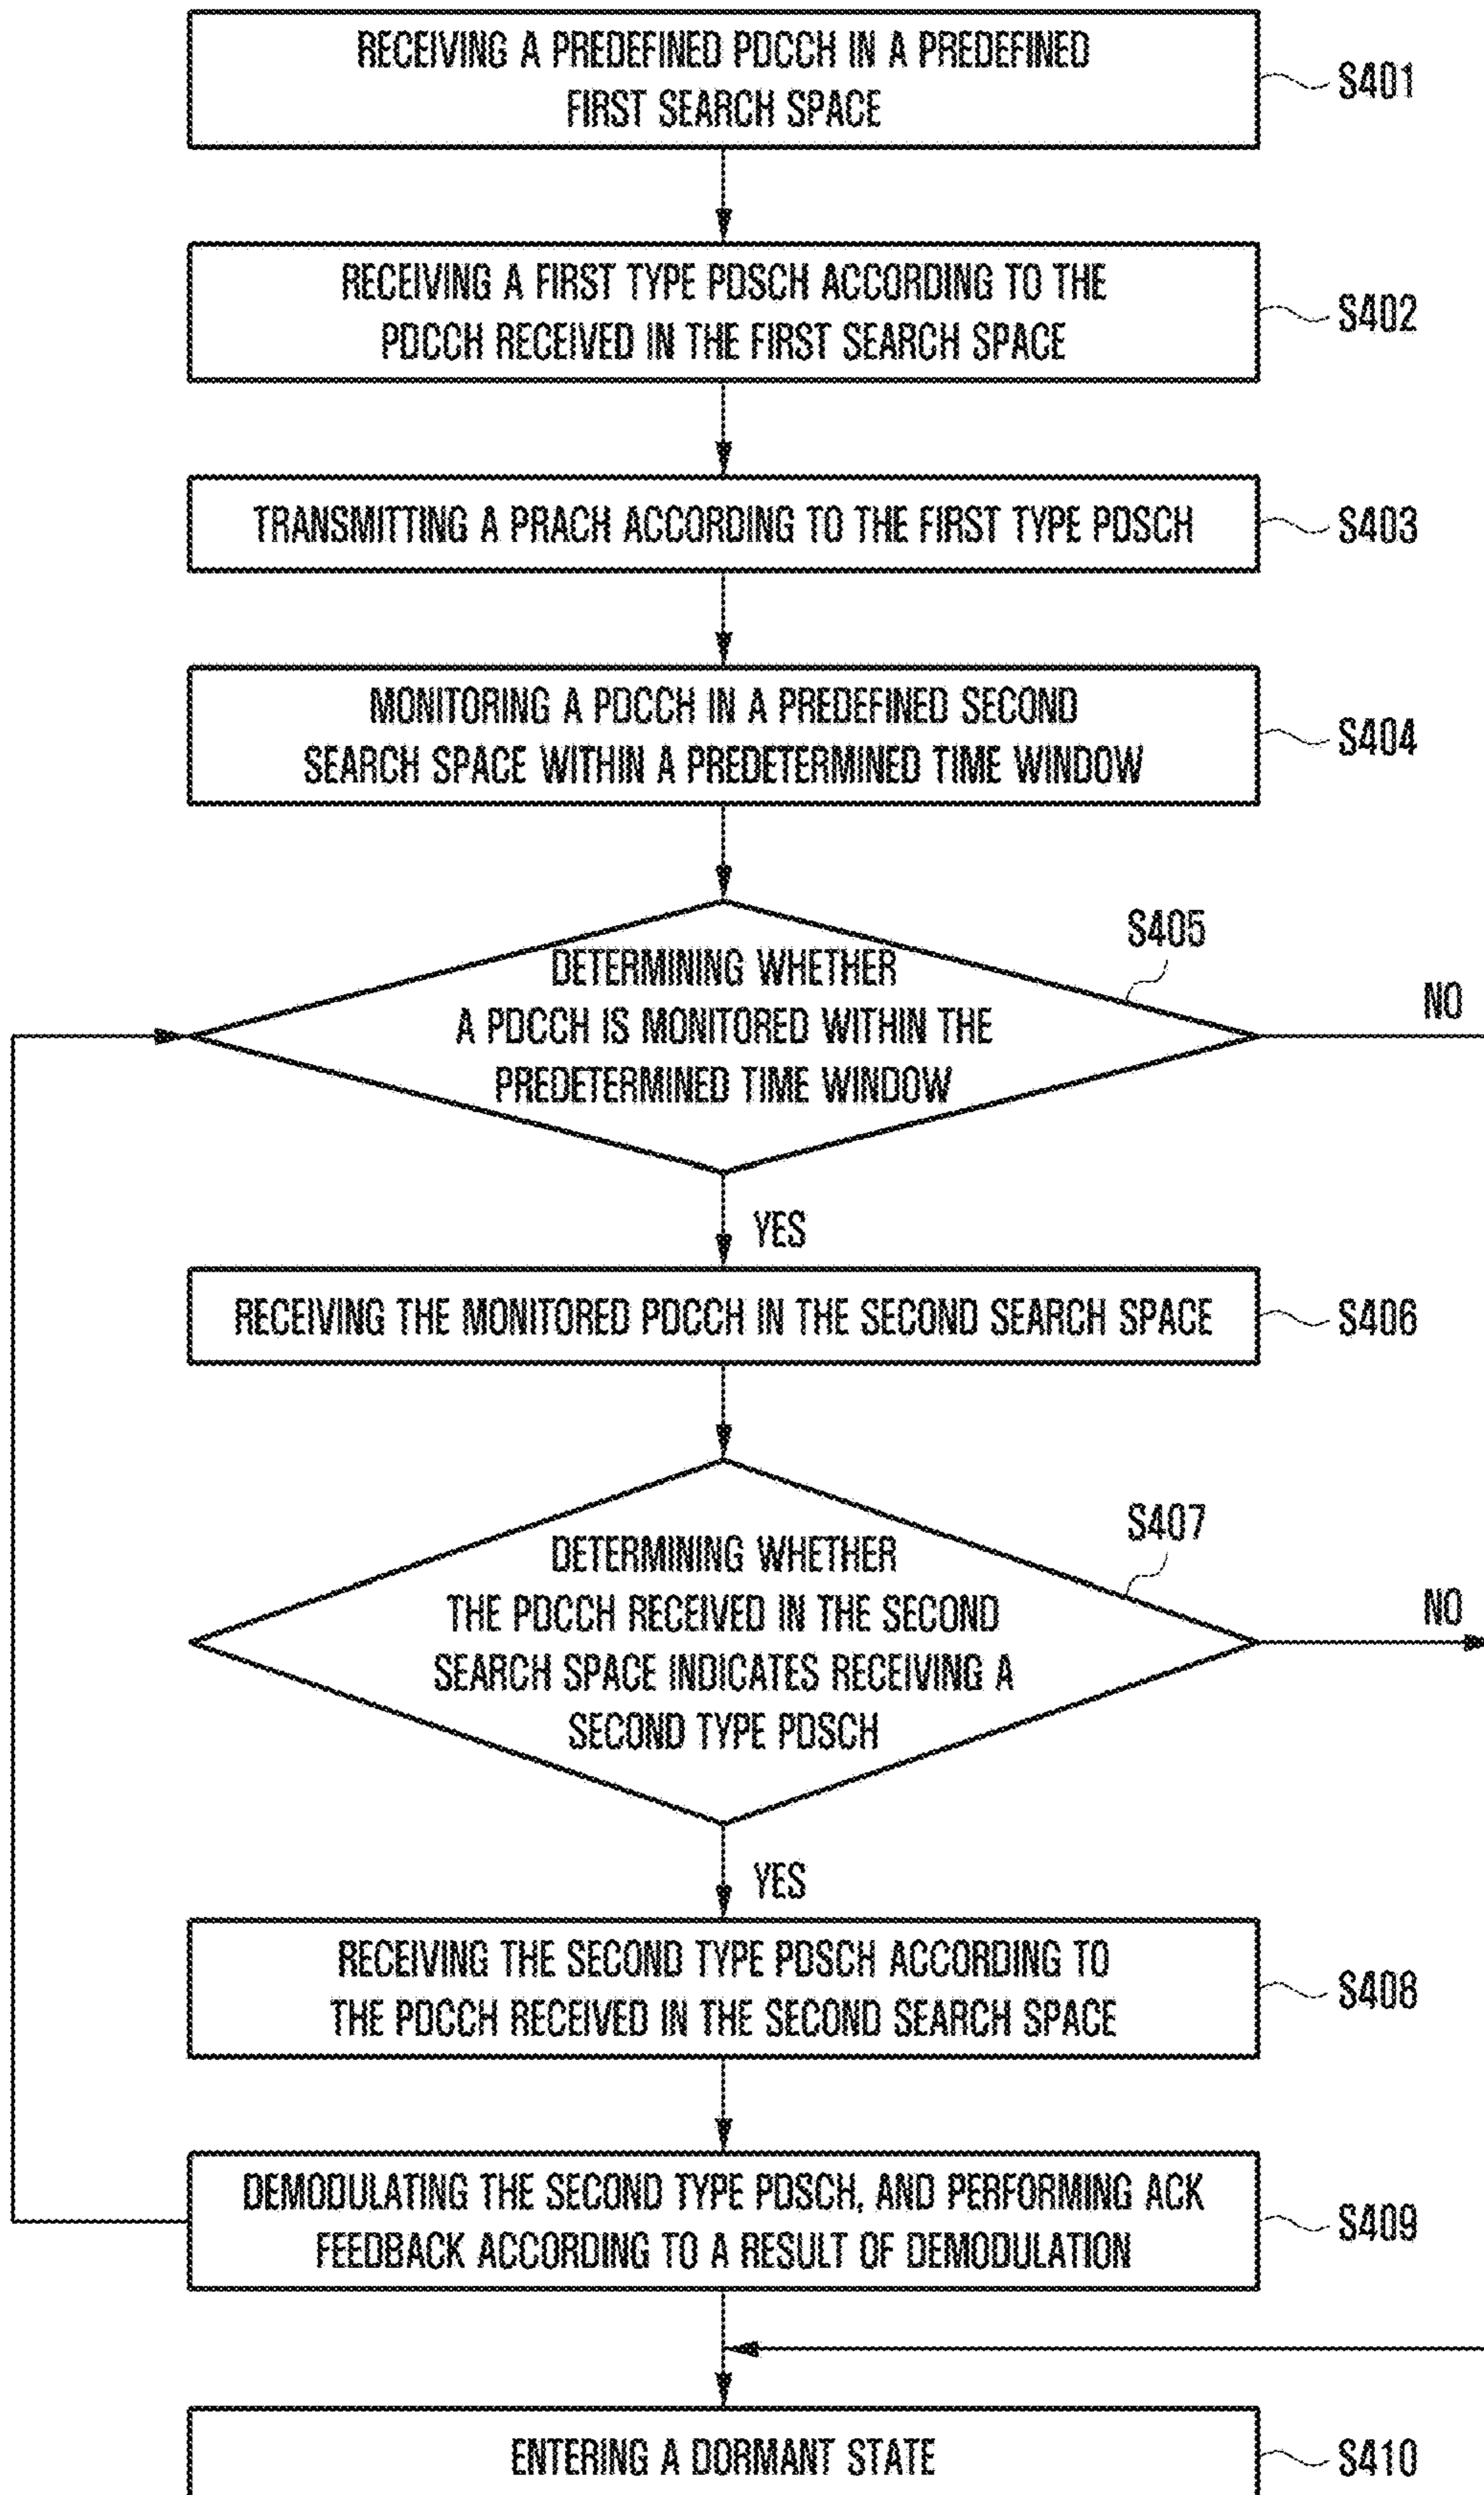 RECEIVING A PREDEFINED PDCCH IN A PREDEFINED
FIRST SEARCH SPACE
S401
RECEIVING A FIRST TYPE PDSCH ACCORDING TO THE
PDCCH RECEIVED IN THE FIRST SEARCH SPACE
S402
TRANSMITTING A PRACH ACCORDING TO THE FIRST TYPE PDSCH
S403
MONITORING A PDCCH IN A PREDEFINED SECOND
SEARCH SPACE WITHIN A PREDETERMINED TIME WINDOW
S404
S405
DETERMINING WHETHER
A PDCCH IS MONITORED WITHIN THE
PREDETERMINED TIME WINDOW
NO
YES
RECEIVING THE MONITORED PDCCH IN THE SECOND SEARCH SPACE
S406
S407
DETERMINING WHETHER
THE PDCCH RECEIVED IN THE SECOND
SEARCH SPACE INDICATES RECEIVING A
SECOND TYPE PDSCH
NO
YES
RECEIVING THE SECOND TYPE PDSCH ACCORDING TO
THE PDCCH RECEIVED IN THE SECOND SEARCH SPACE
S408
DEMODULATING THE SECOND TYPE PDSCH, AND PERFORMING ACK
FEEDBACK ACCORDING TO A RESULT OF DEMODULATION
S409
ENTERING A DORMANT STATE
S410